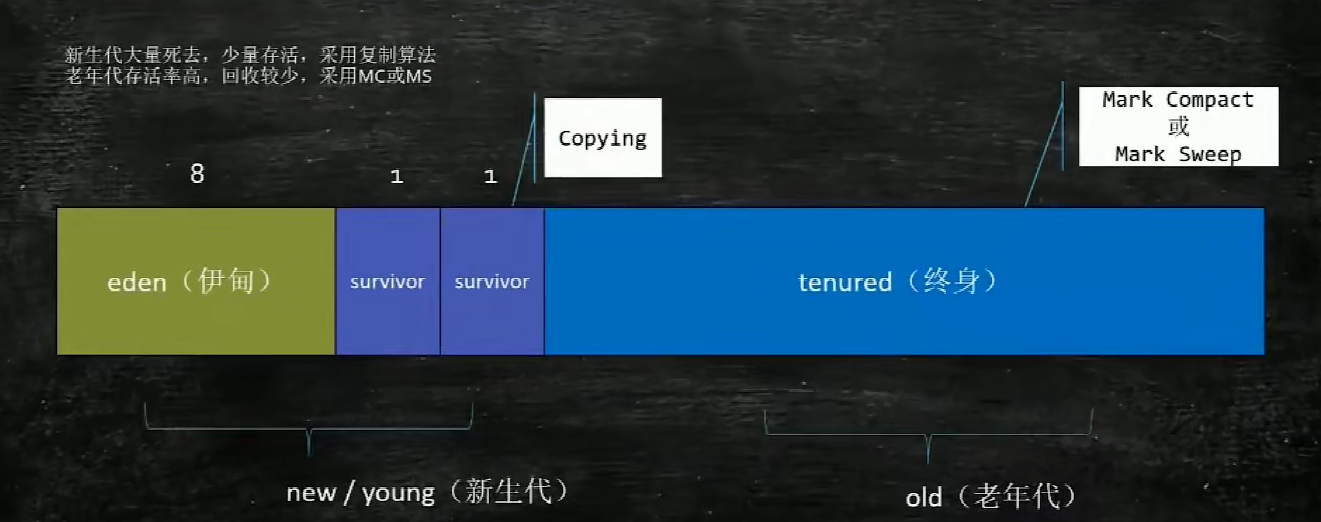 新生代大量死去，少量存活，采用复制算法
老年代存活率高，回收较少，采用MC或MS
Copying
Mark Compact
或
Mark Sweep
8
1
1
eden（伊甸）
survivor
survivor
tenured（终身）
new / young（新生代）
old（老年代）